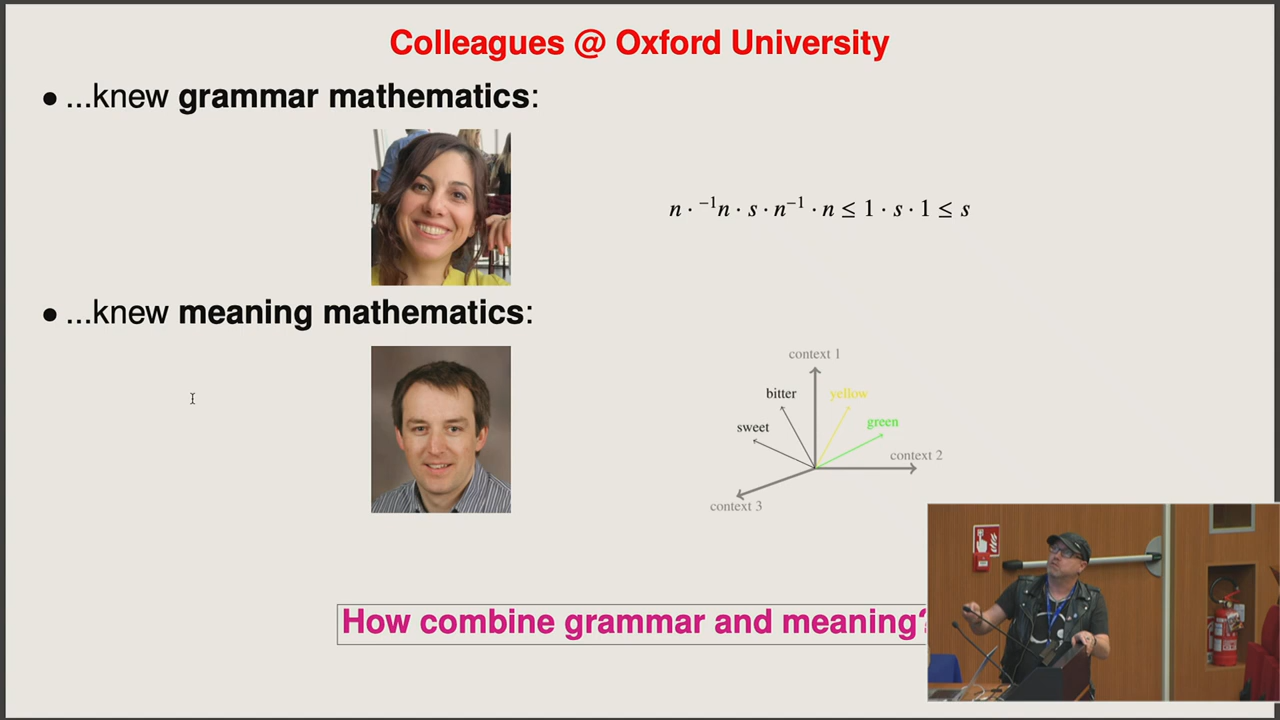 Colleagues @ Oxford University
• ...knew grammar mathematics:
n · ⁻¹n · s · n⁻¹ · n ≤ 1 · s · 1 ≤ s
• ...knew meaning mathematics:
context 1
bitter yellow
sweet green
context 2
context 3
How combine grammar and meaning?